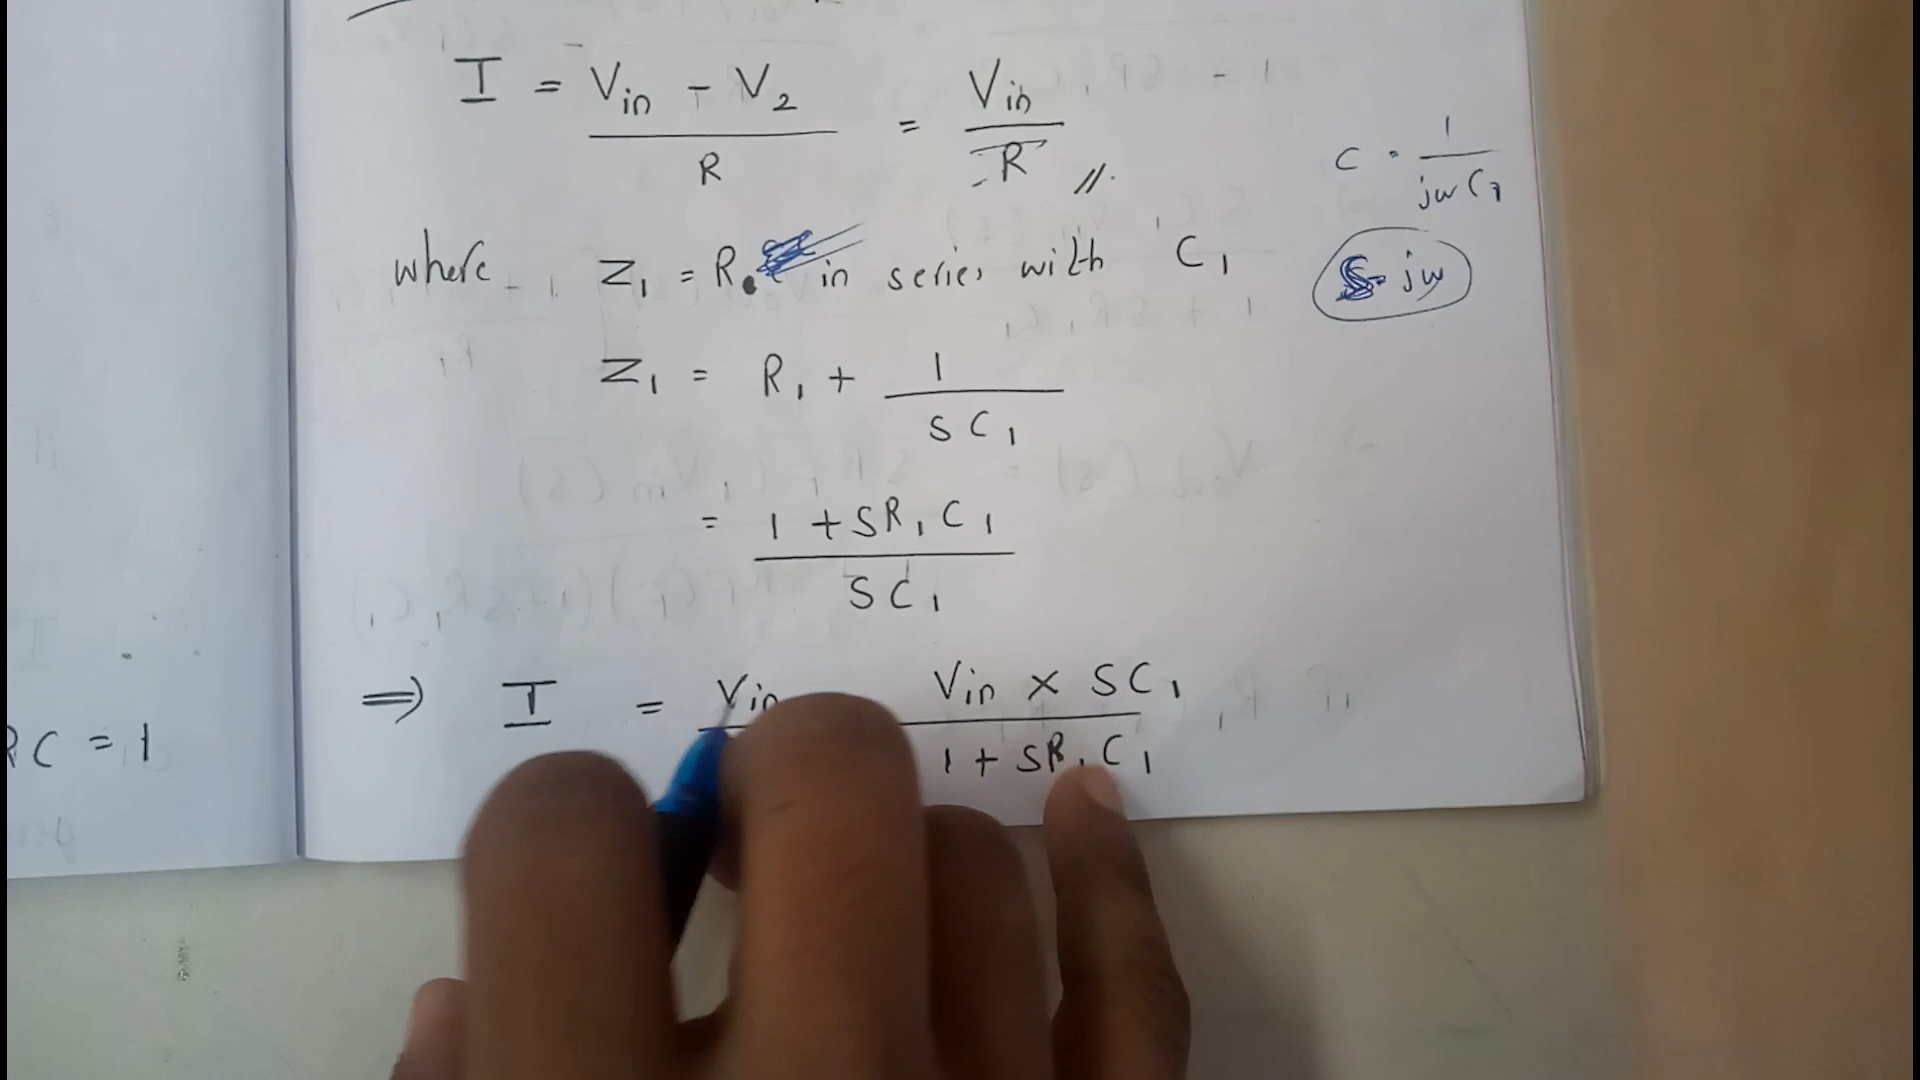 I = Vin - V2 / R = Vin / R //.
C = 1 / jwC1
where Z1 = R. in series with C1
S = jw
Z1 = R1 + 1 / SC1
= 1 + SR1C1 / SC1
⇒ I = Vin Vin × SC1 / 1 + SR1C1
RC = 1